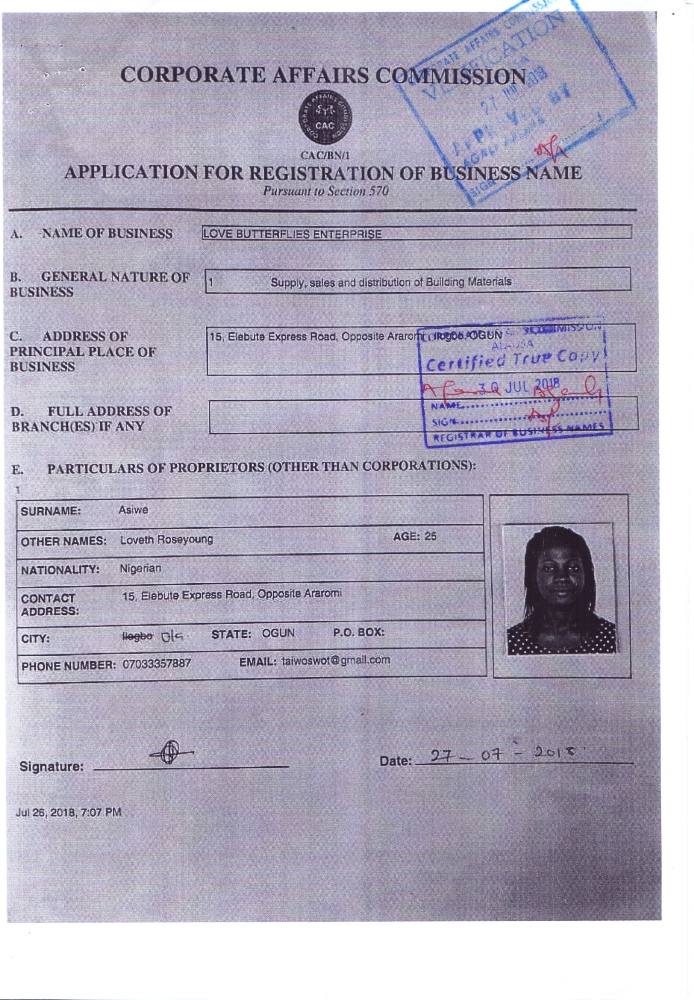 CORPORATE AFFAIRS COMMISSION
CAC
CAC/BN/1
APPLICATION FOR REGISTRATION OF BUSINESS NAME
Pursuant to Section 570
VERIFICATION
A. NAME OF BUSINESS LOVE BUTTERFLIES ENTERPRISE
B. GENERAL NATURE OF BUSINESS 1 Supply, sales and distribution of Building Materials
C. ADDRESS OF PRINCIPAL PLACE OF BUSINESS 15, Elebute Express Road, Opposite Araromi, OGUN
Certified True Copy
30 JUL 2018
NAME
SIGN
REGISTRAR OF BUSINESS NAMES
D. FULL ADDRESS OF BRANCH(ES) IF ANY
E. PARTICULARS OF PROPRIETORS (OTHER THAN CORPORATIONS):
1
SURNAME: Asiwe
OTHER NAMES: Loveth Roseyoung AGE: 25
NATIONALITY: Nigerian
CONTACT ADDRESS: 15, Elebute Express Road, Opposite Araromi
CITY: STATE: OGUN P.O. BOX:
PHONE NUMBER: 07033357887 EMAIL: taiwoswot@gmail.com
Signature: Date: 27 - 07 - 2018
Jul 26, 2018, 7:07 PM